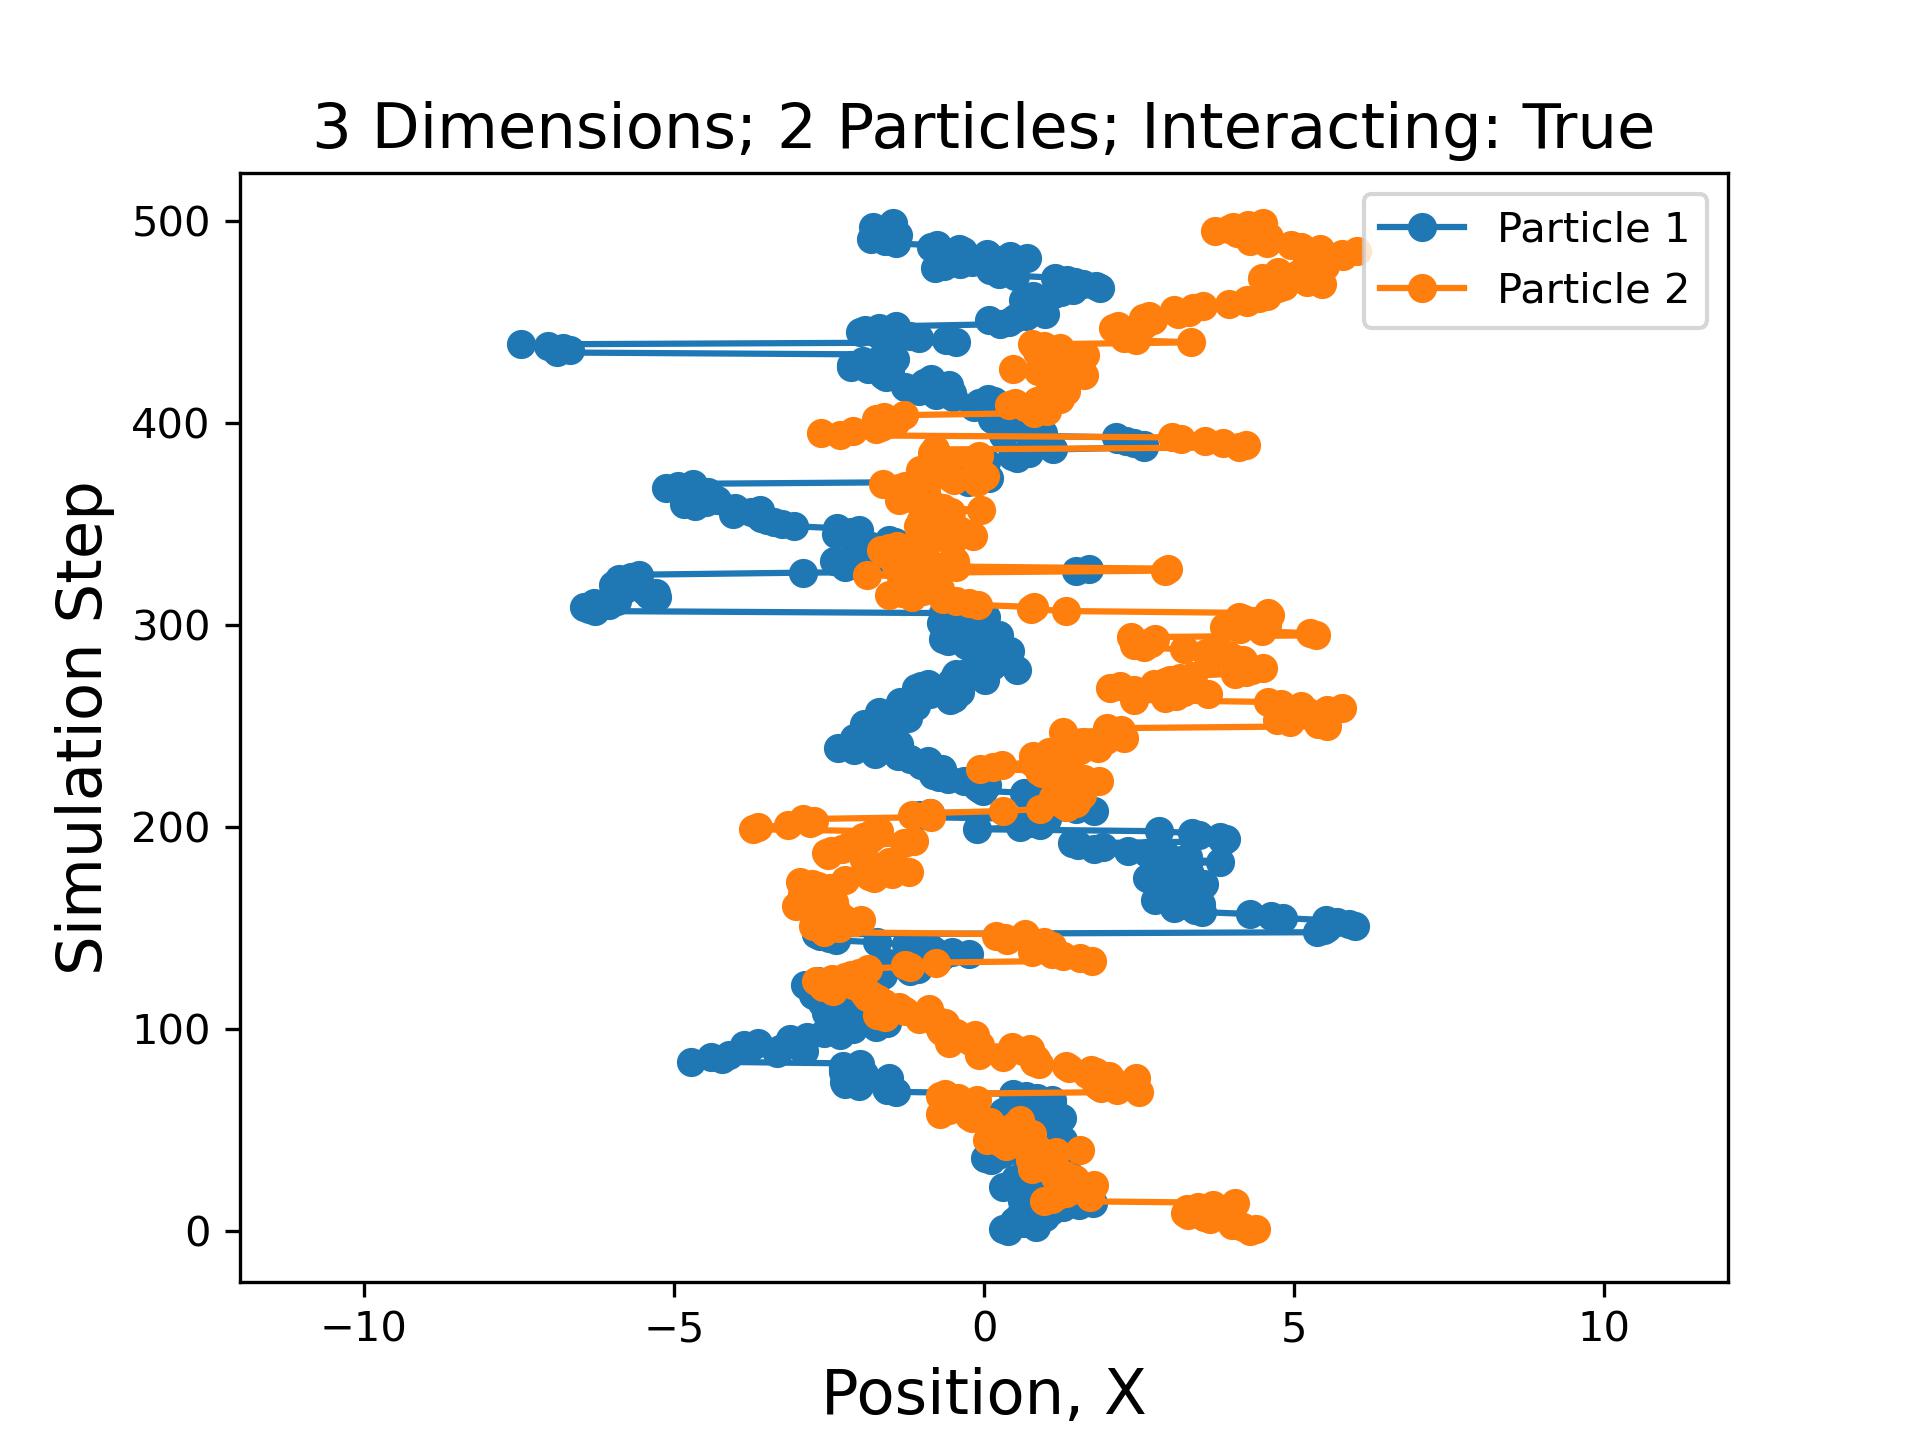 3 Dimensions; 2 Particles; Interacting: True
Particle 1
Particle 2
Simulation Step
500
400
300
200
100
0
−10
−5
0
5
10
Position, X